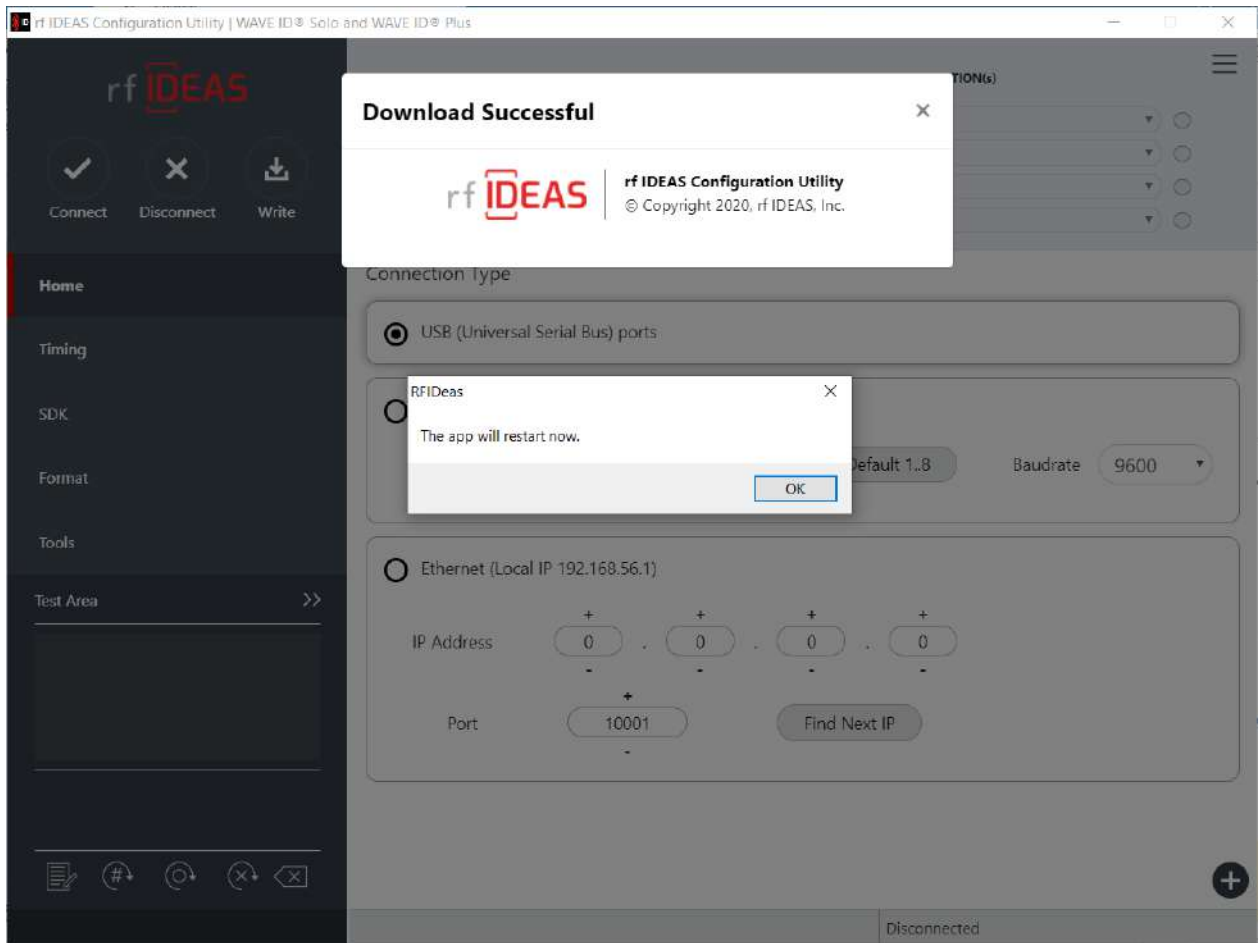 rf IDEAS Configuration Utility | WAVE ID® Solo and WAVE ID® Plus
rf IDEAS
Connect
Disconnect
Write
Home
Timing
SDK
Format
Tools
Test Area >>
TION(s)
Download Successful
rf IDEAS
rf IDEAS Configuration Utility
© Copyright 2020, rf IDEAS, Inc.
Connection Type
USB (Universal Serial Bus) ports
RFIDeas
The app will restart now.
OK
Default 1..8 Baudrate 9600
Ethernet (Local IP 192.168.56.1)
+ + + +
IP Address 0 . 0 . 0 . 0
- - - -
+
Port 10001 Find Next IP
-
Disconnected